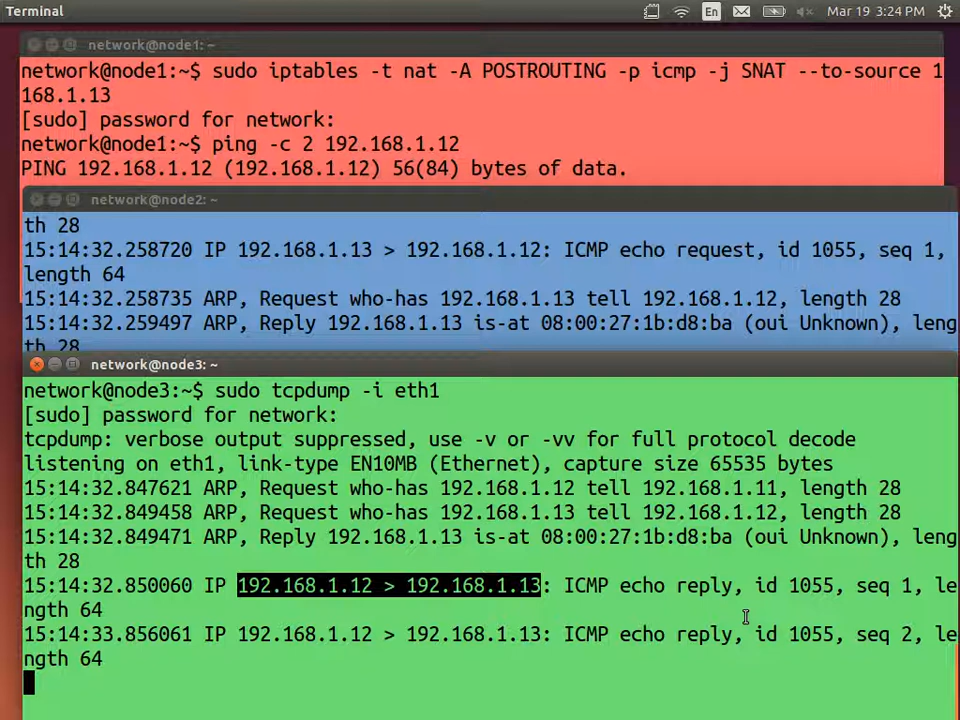 Terminal
En
Mar 19 3:24 PM
network@node1: ~
network@node1:~$ sudo iptables -t nat -A POSTROUTING -p icmp -j SNAT --to-source 1
168.1.13
[sudo] password for network:
network@node1:~$ ping -c 2 192.168.1.12
PING 192.168.1.12 (192.168.1.12) 56(84) bytes of data.
network@node2: ~
th 28
15:14:32.258720 IP 192.168.1.13 > 192.168.1.12: ICMP echo request, id 1055, seq 1,
length 64
15:14:32.258735 ARP, Request who-has 192.168.1.13 tell 192.168.1.12, length 28
15:14:32.259497 ARP, Reply 192.168.1.13 is-at 08:00:27:1b:d8:ba (oui Unknown), leng
th 28
network@node3: ~
network@node3:~$ sudo tcpdump -i eth1
[sudo] password for network:
tcpdump: verbose output suppressed, use -v or -vv for full protocol decode
listening on eth1, link-type EN10MB (Ethernet), capture size 65535 bytes
15:14:32.847621 ARP, Request who-has 192.168.1.12 tell 192.168.1.11, length 28
15:14:32.849458 ARP, Request who-has 192.168.1.13 tell 192.168.1.12, length 28
15:14:32.849471 ARP, Reply 192.168.1.13 is-at 08:00:27:1b:d8:ba (oui Unknown), leng
th 28
15:14:32.850060 IP 192.168.1.12 > 192.168.1.13: ICMP echo reply, id 1055, seq 1, le
ngth 64
15:14:33.856061 IP 192.168.1.12 > 192.168.1.13: ICMP echo reply, id 1055, seq 2, le
ngth 64